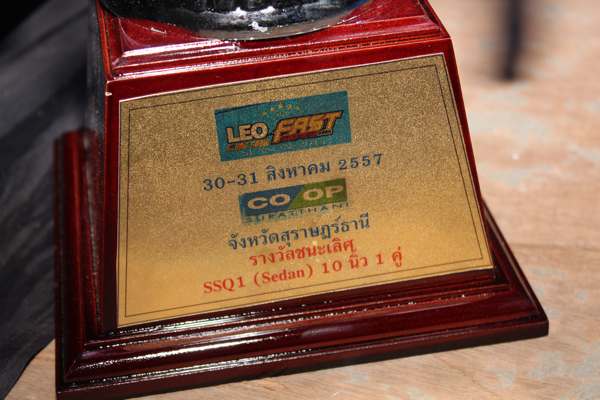 LEO FAST
30-31 สิงหาคม 2557
CO-OP
SURATTHANI
จังหวัดสุราษฎร์ธานี
รางวัลชนะเลิศ
SSQ1 (Sedan) 10 นิ้ว 1 คู่